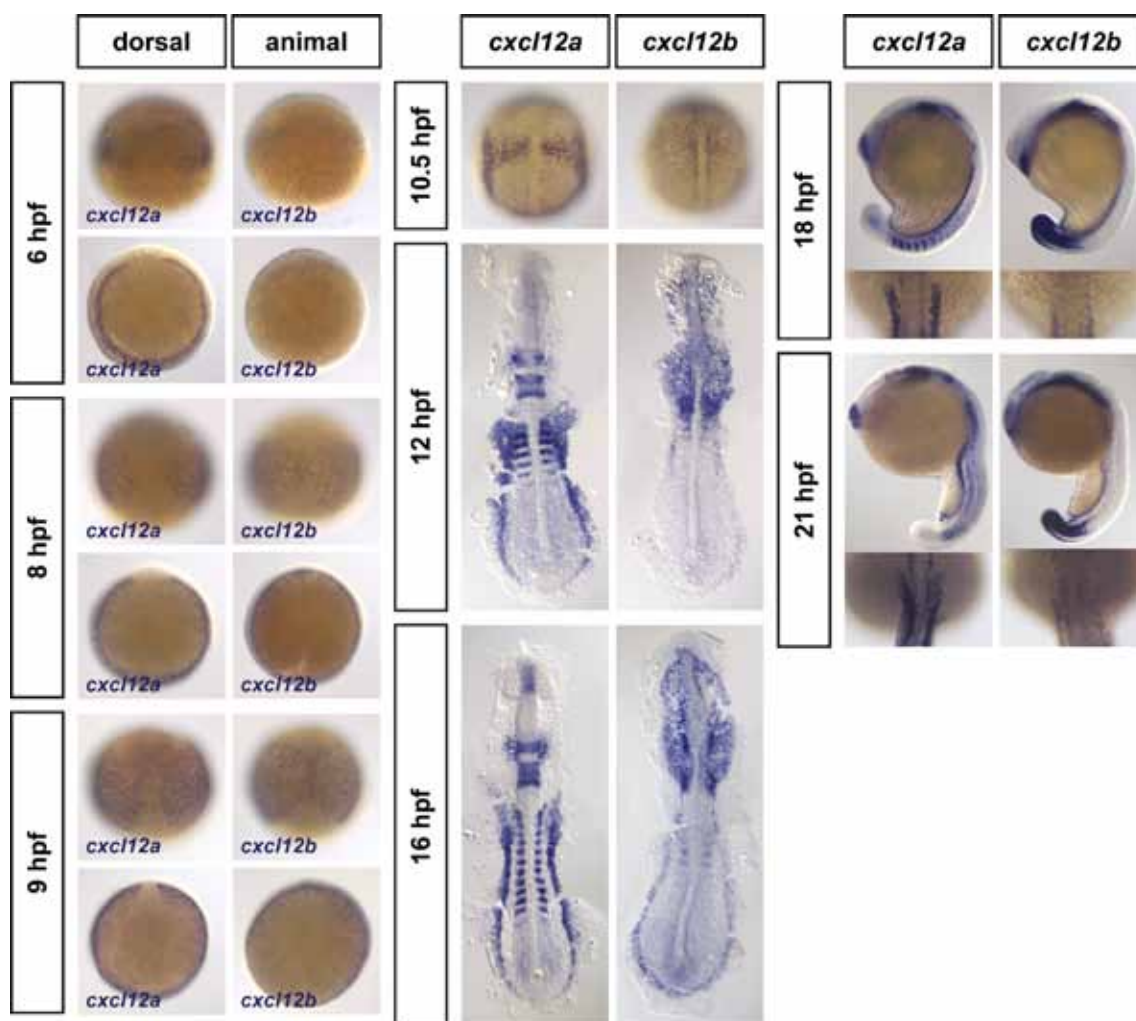 dorsal
animal
6 hpf
cxcl12a
cxcl12b
cxcl12a
cxcl12b
8 hpf
cxcl12a
cxcl12b
cxcl12a
cxcl12b
9 hpf
cxcl12a
cxcl12b
cxcl12a
cxcl12b
cxcl12a
cxcl12b
10.5 hpf
12 hpf
16 hpf
cxcl12a
cxcl12b
18 hpf
21 hpf